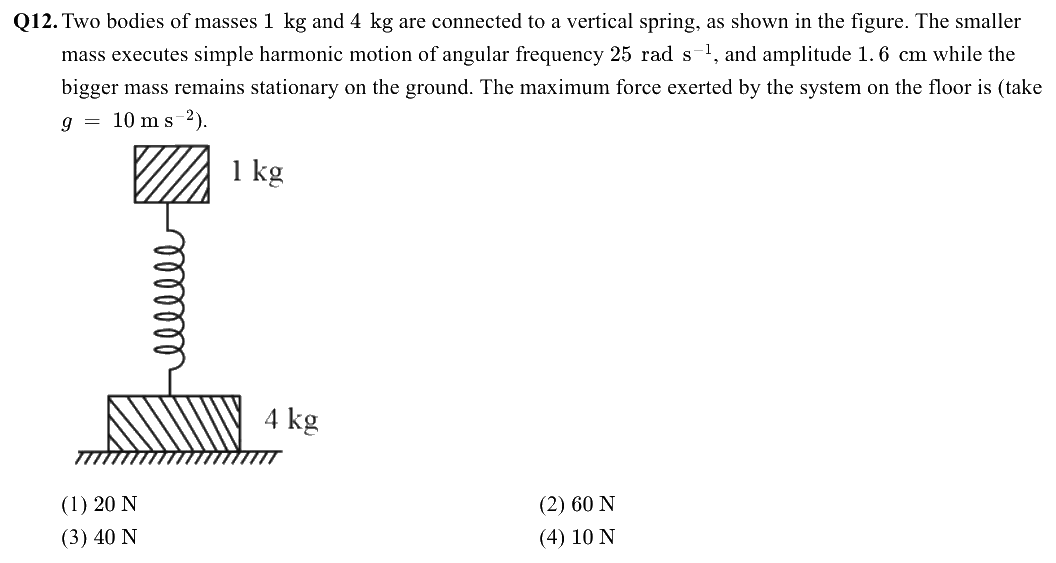 Q12. Two bodies of masses 1 kg and 4 kg are connected to a vertical spring, as shown in the figure. The smaller
mass executes simple harmonic motion of angular frequency 25 rad s⁻¹, and amplitude 1. 6 cm while the
bigger mass remains stationary on the ground. The maximum force exerted by the system on the floor is (take
g = 10 m s⁻²).
1 kg
4 kg
(1) 20 N (2) 60 N
(3) 40 N (4) 10 N